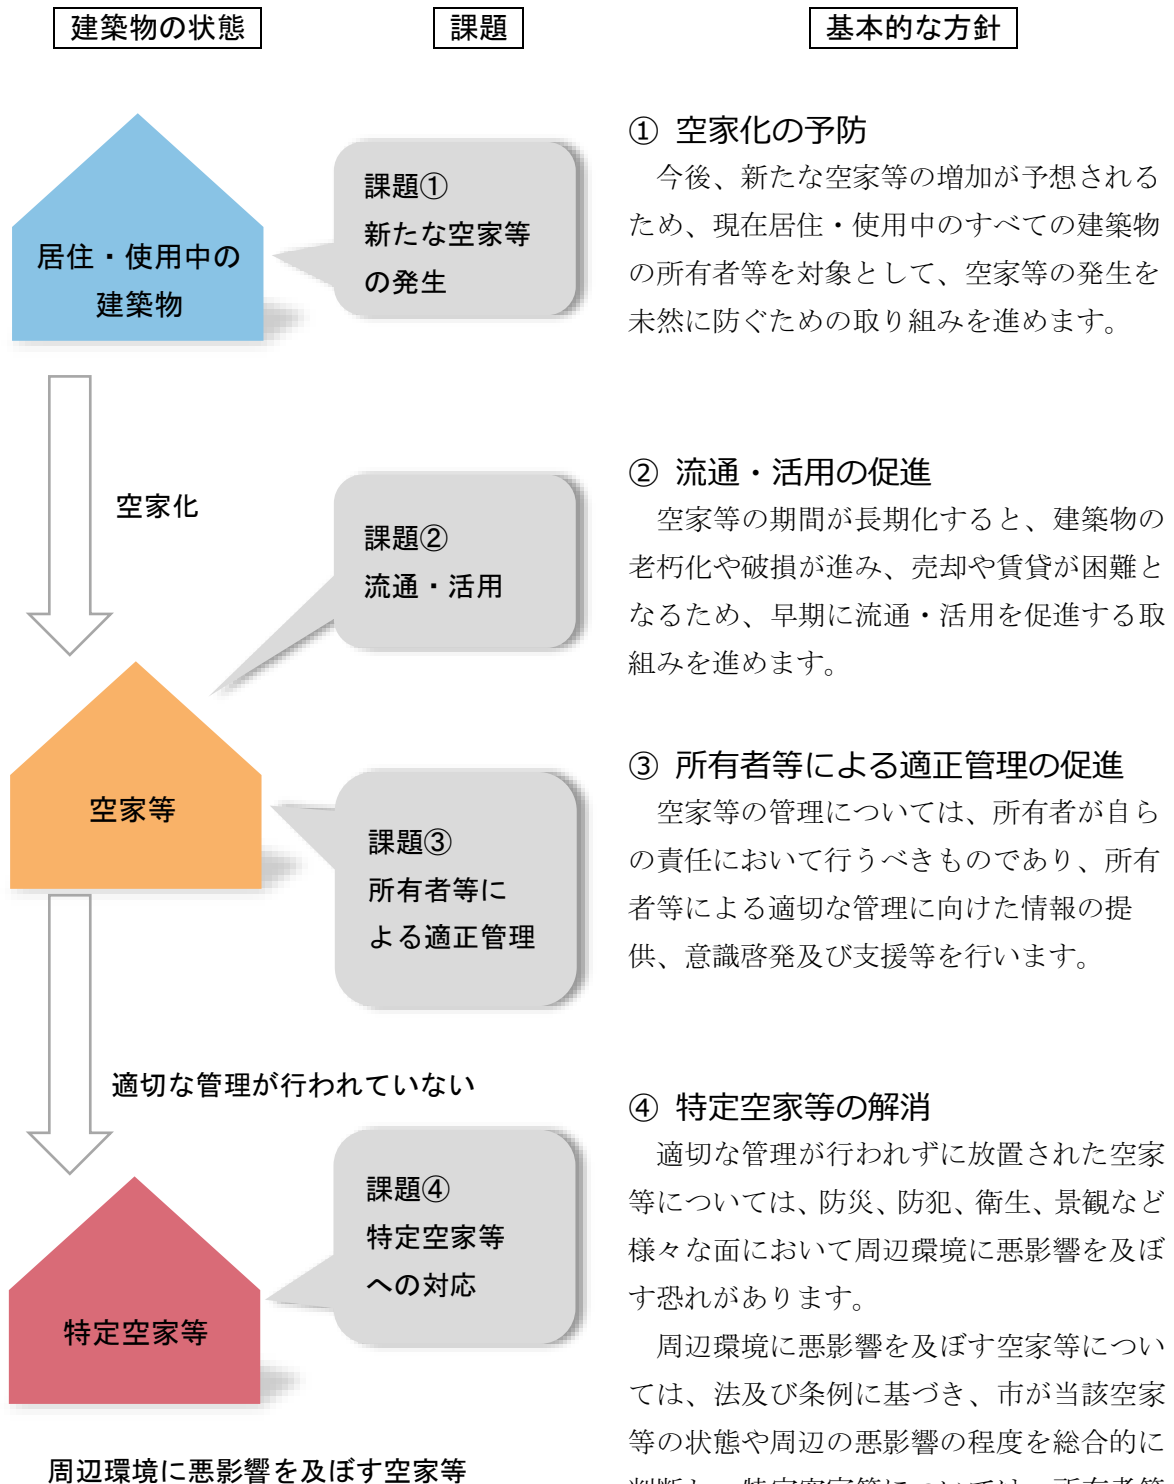 建築物の状態
課題
基本的な方針
居住・使用中の
建築物
課題①
新たな空家等
の発生
① 空家化の予防
今後、新たな空家等の増加が予想される
ため、現在居住・使用中のすべての建築物
の所有者等を対象として、空家等の発生を
未然に防ぐための取り組みを進めます。
空家化
課題②
流通・活用
② 流通・活用の促進
空家等の期間が長期化すると、建築物の
老朽化や破損が進み、売却や賃貸が困難と
なるため、早期に流通・活用を促進する取
組みを進めます。
空家等
課題③
所有者等に
よる適正管理
③ 所有者等による適正管理の促進
空家等の管理については、所有者が自ら
の責任において行うべきものであり、所有
者等による適切な管理に向けた情報の提
供、意識啓発及び支援等を行います。
適切な管理が行われていない
特定空家等
課題④
特定空家等
への対応
④ 特定空家等の解消
適切な管理が行われずに放置された空家
等については、防災、防犯、衛生、景観など
様々な面において周辺環境に悪影響を及ぼ
す恐れがあります。
周辺環境に悪影響を及ぼす空家等につい
ては、法及び条例に基づき、市が当該空家
等の状態や周辺の悪影響の程度を総合的に
周辺環境に悪影響を及ぼす空家等